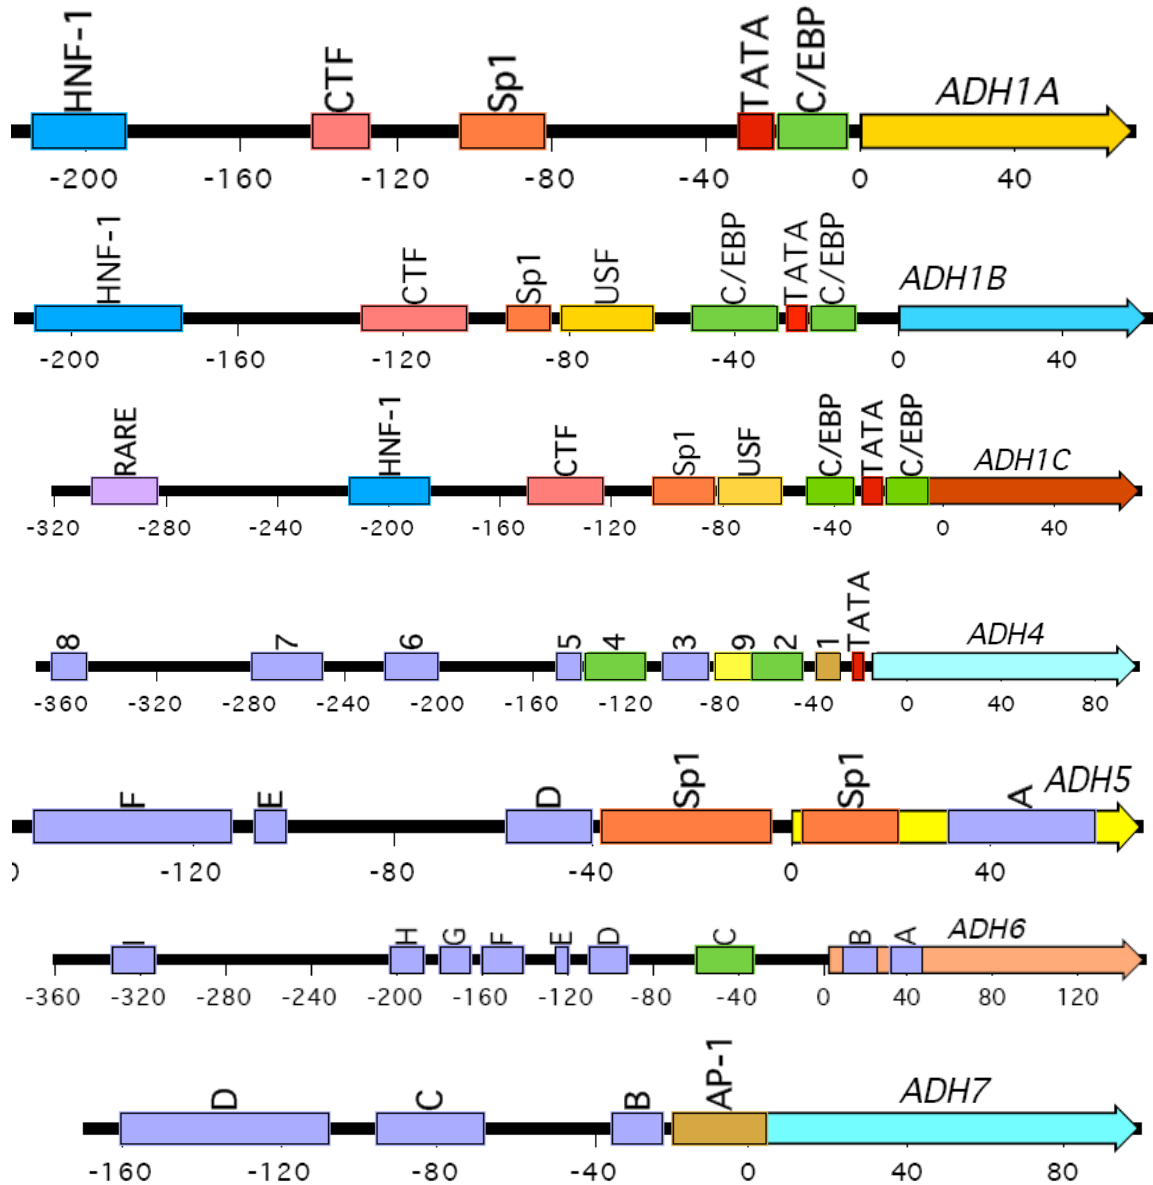 HNF-1 CTF Sp1 TATA C/EBP ADH1A
-200 -160 -120 -80 -40 0 40
HNF-1 CTF Sp1 USF C/EBP TATA C/EBP ADH1B
-200 -160 -120 -80 -40 0 40
RARE HNF-1 CTF Sp1 USF C/EBP TATA C/EBP ADH1C
-320 -280 -240 -200 -160 -120 -80 -40 0 40
8 7 6 5 4 3 9 2 1 TATA ADH4
-360 -320 -280 -240 -200 -160 -120 -80 -40 0 40 80
F E D Sp1 Sp1 A ADH5
0 -120 -80 -40 0 40
I H G F E D C B A ADH6
-360 -320 -280 -240 -200 -160 -120 -80 -40 0 40 80 120
D C B AP-1 ADH7
-160 -120 -80 -40 0 40 80